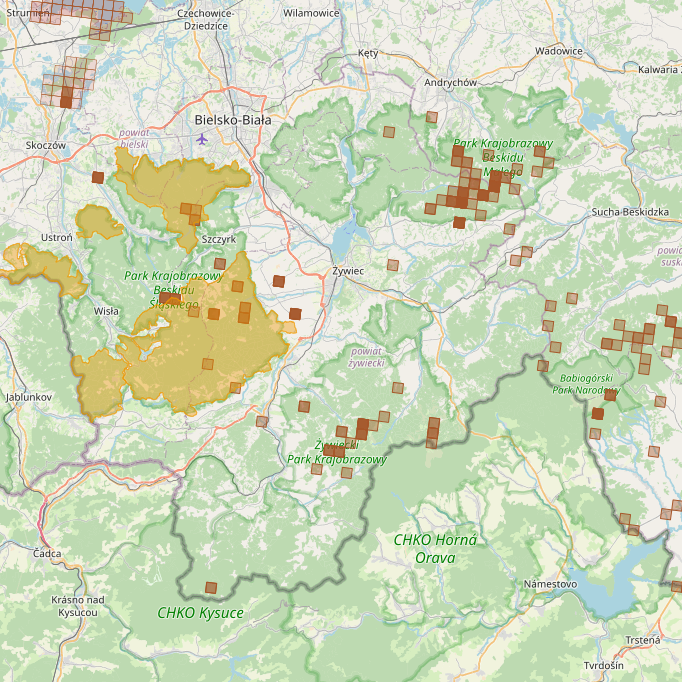 Strumień
Czechowice-
Dziedzice
Wilamowice
Kęty
Wadowice
Kalwaria
Andrychów
Bielsko-Biała
powiat
bielski
Skoczów
Park Krajobrazowy
Beskidu
Małego
Sucha Beskidzka
Ustroń
Szczyrk
powia
suski
Żywiec
Park Krajobrazowy
Beskidu
Śląskiego
Wisła
powiat
żywiecki
Jablunkov
Babiogórski
Park Narodowy
Żywiecki
Park Krajobrazowy
CHKO Horná
Orava
Čadca
Krásno nad
Kysucou
CHKO Kysuce
Námestovo
Trstená
Tvrdošín